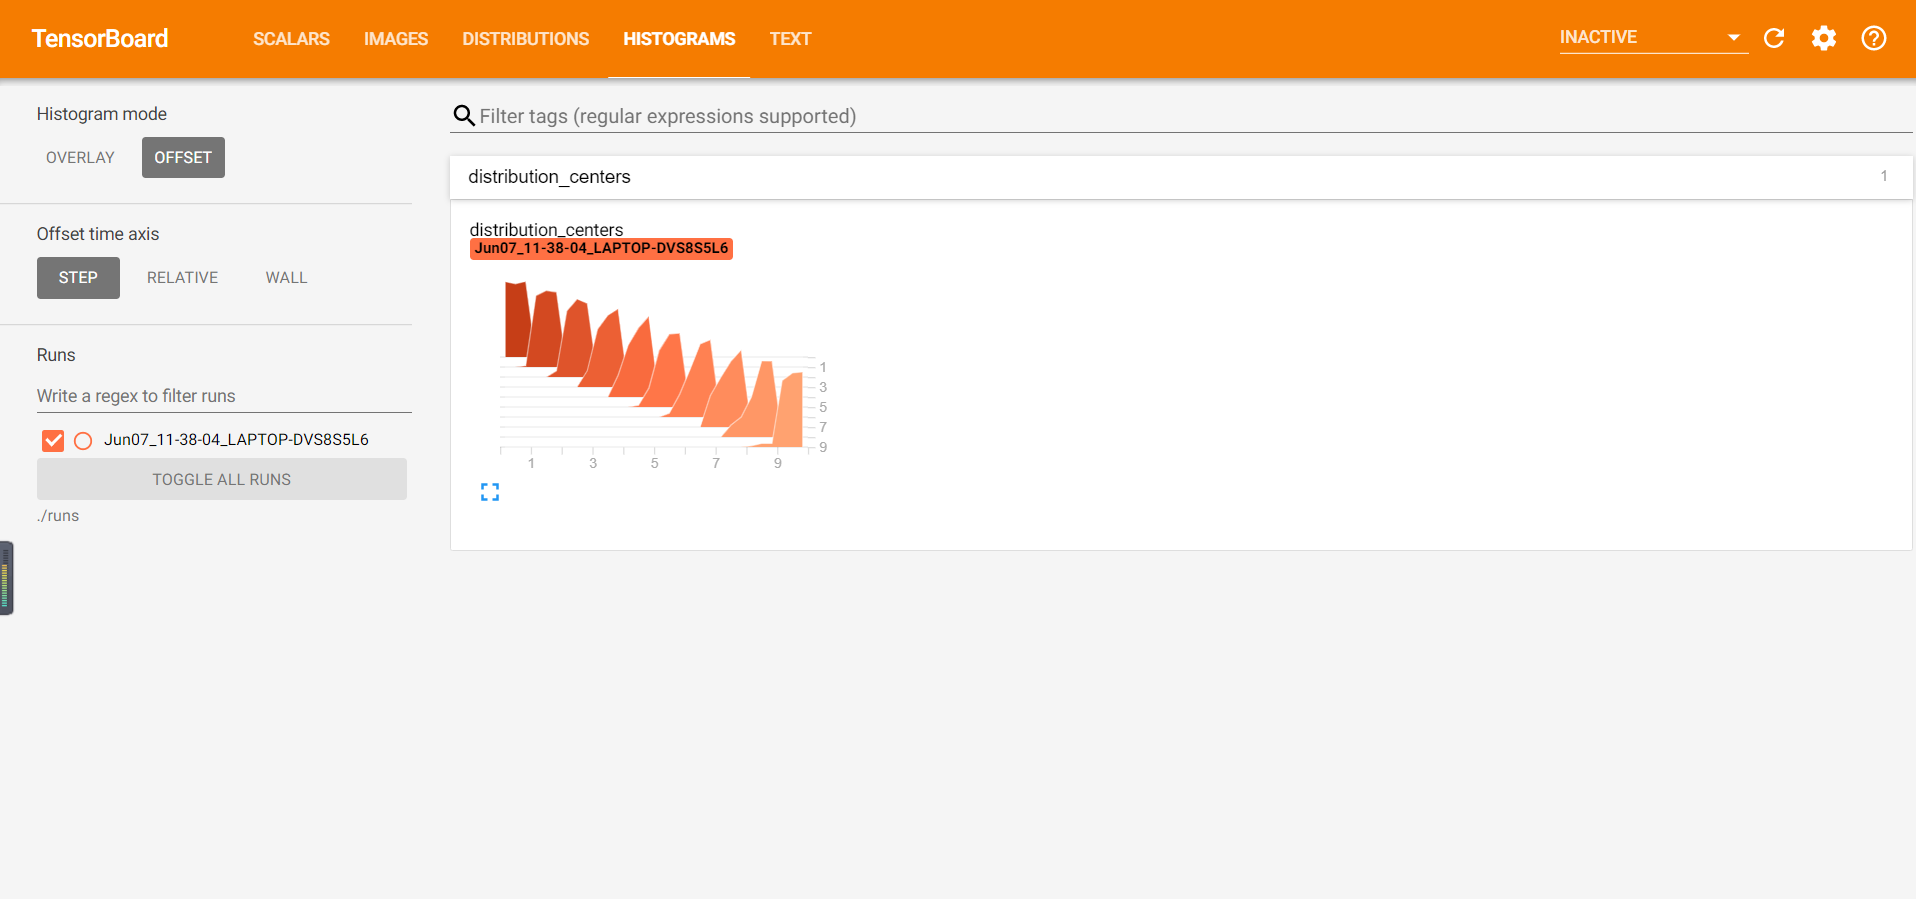 TensorBoard
SCALARS IMAGES DISTRIBUTIONS HISTOGRAMS TEXT
INACTIVE
Histogram mode
OVERLAY OFFSET
Offset time axis
STEP RELATIVE WALL
Runs
Write a regex to filter runs
Jun07_11-38-04_LAPTOP-DVS8S5L6
TOGGLE ALL RUNS
./runs
Filter tags (regular expressions supported)
distribution_centers 1
distribution_centers
Jun07_11-38-04_LAPTOP-DVS8S5L6
1
3
5
7
9
1 3 5 7 9